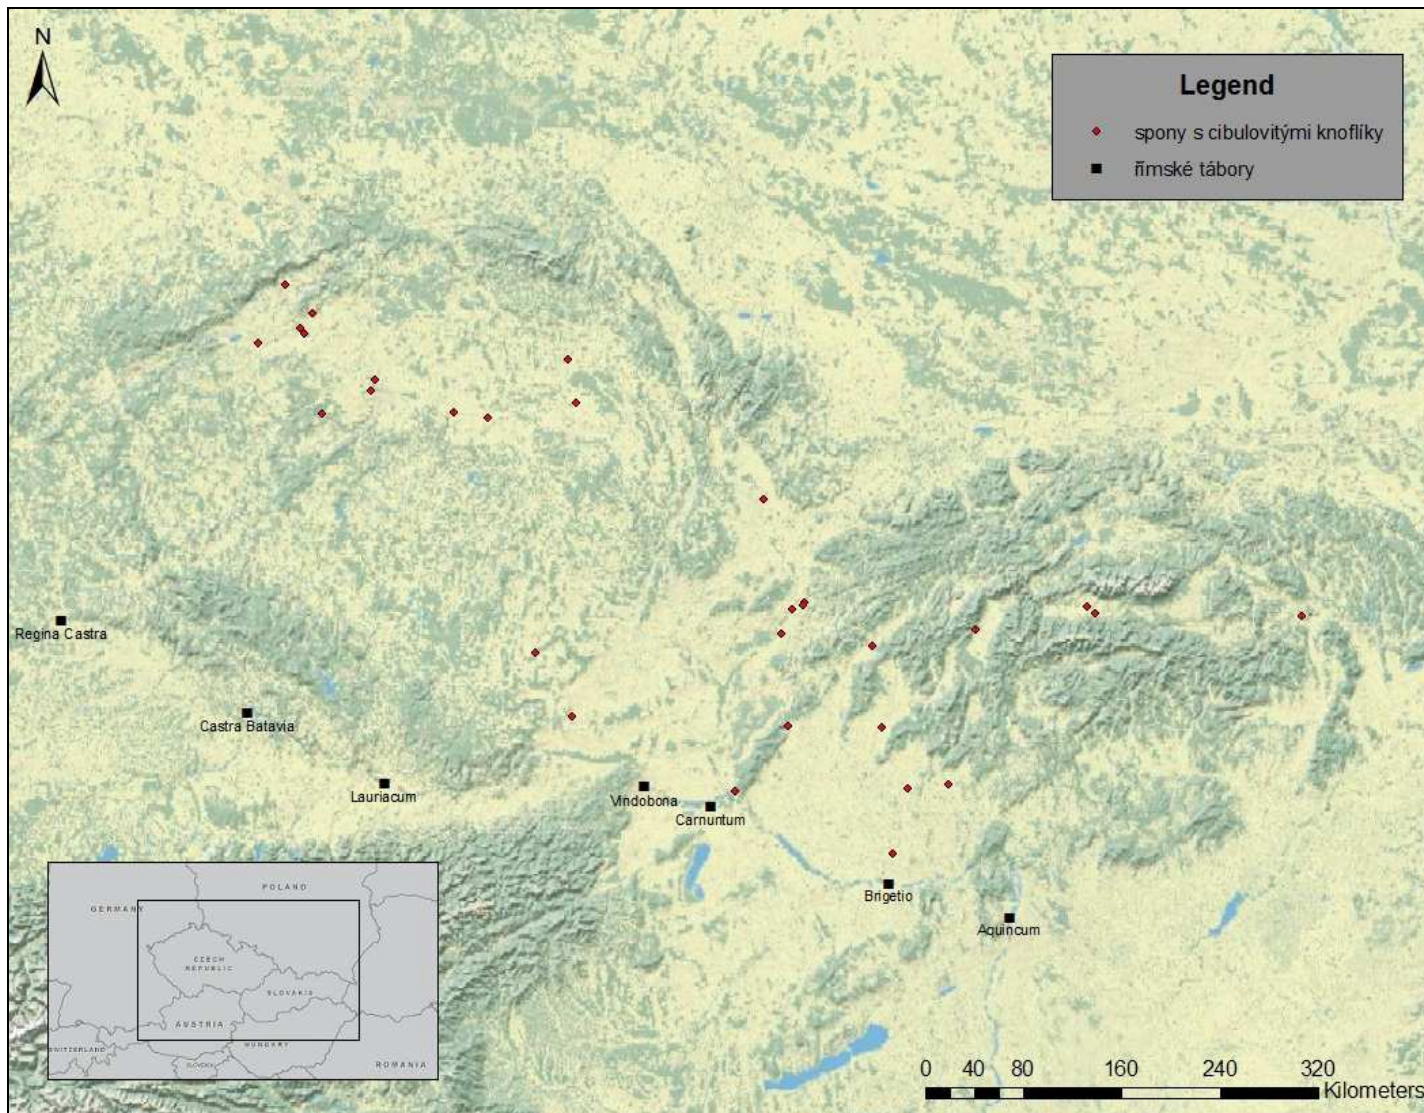 N
Legend
spony s cibulovitými knoflíky
římské tábory
Regina Castra
Castra Batavia
Lauriacum
Vindobona
Carnuntum
Brigetio
Aquincum
POLAND
GERMANY
CZECH
REPUBLIC
SLOVAKIA
AUSTRIA
HUNGARY
SWITZERLAND
ROMANIA
0 40 80 160 240 320
Kilometers